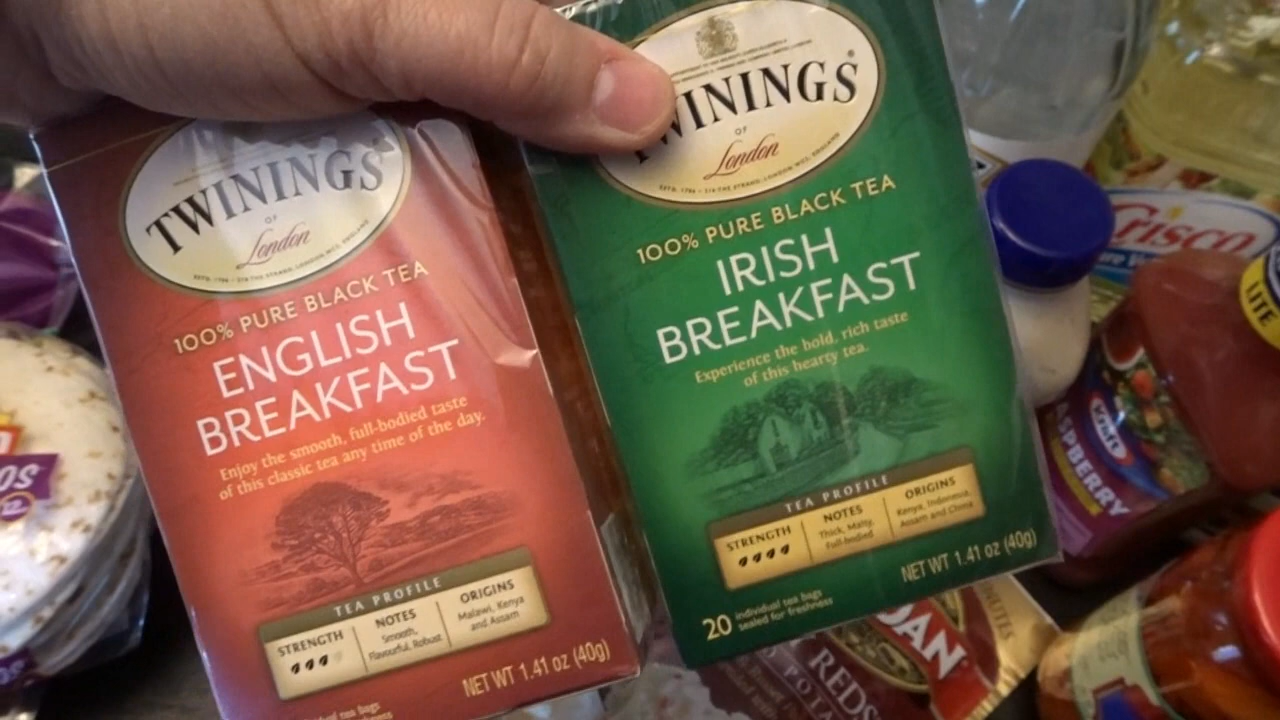 TWININGS
OF
London
100% PURE BLACK TEA
ENGLISH
BREAKFAST
Enjoy the smooth, full-bodied taste
of this classic tea any time of the day.
TEA PROFILE
STRENGTH
NOTES
Smooth,
Flavourful, Robust
ORIGINS
Malawi, Kenya
and Assam
NET WT 1.41 oz (40g)
TWININGS
®
OF
London
100% PURE BLACK TEA
IRISH
BREAKFAST
Experience the bold, rich taste
of this hearty tea.
TEA PROFILE
STRENGTH
NOTES
Thick, Malty,
Full-bodied
ORIGINS
Kenya, Indonesia,
Assam and China
NET WT 1.41 oz (40g)
20 individual tea bags
sealed for freshness
Crisco
LITE
Kraft
REDS